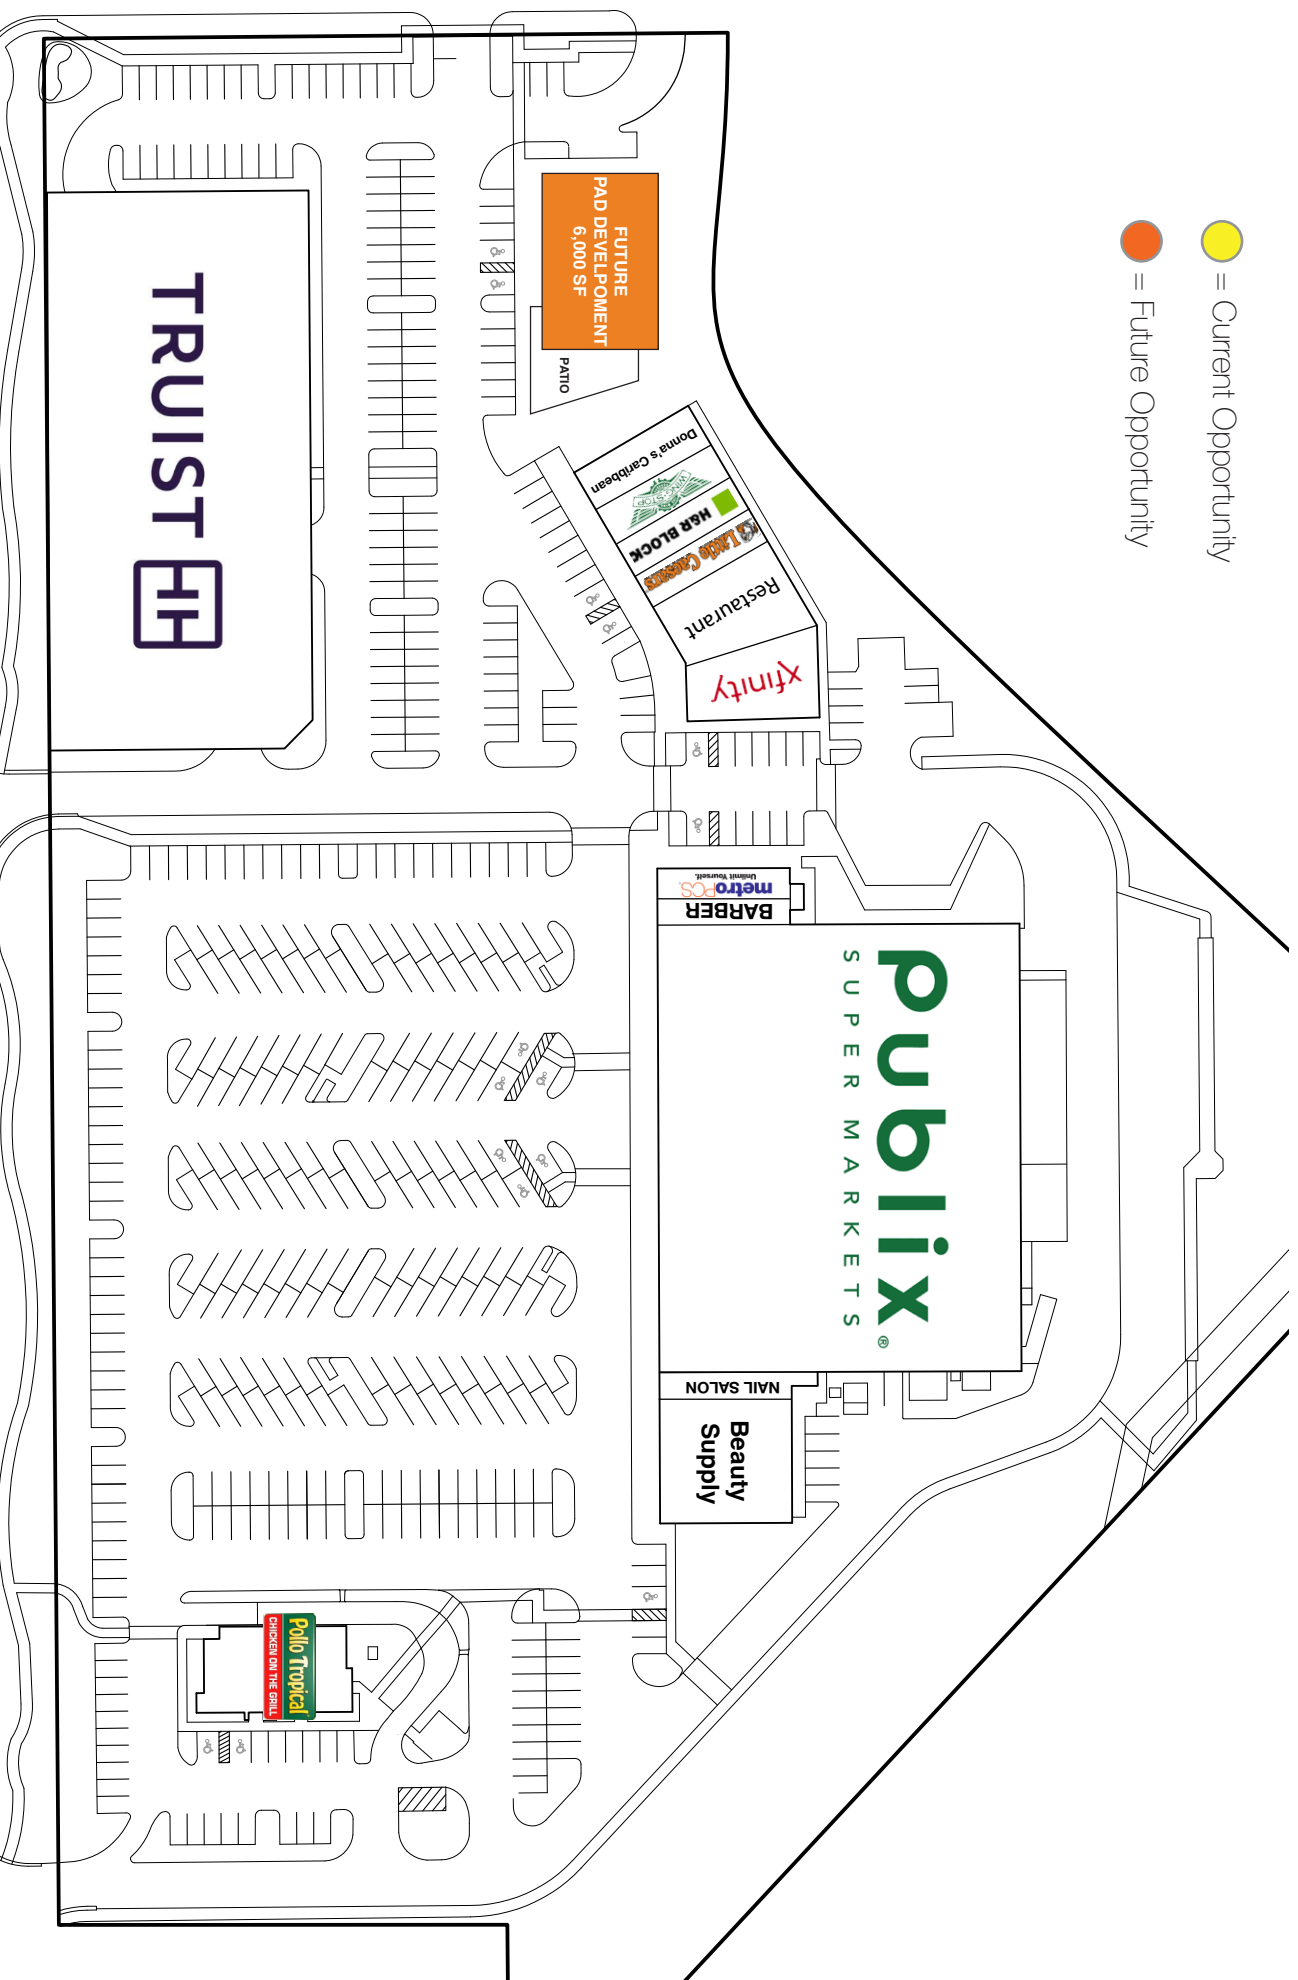 = Current Opportunity
= Future Opportunity
FUTURE
PAD DEVELPOMENT
6,000 SF
PATIO
TRUIST
Donna's Caribbean
WINGSTOP
H&R BLOCK
Little Caesars
Restaurant
xfinity
metroPCS.
Unlimit Yourself.
BARBER
publix®
SUPER MARKETS
NAIL SALON
Beauty
Supply
Pollo Tropical
CHICKEN ON THE GRILL